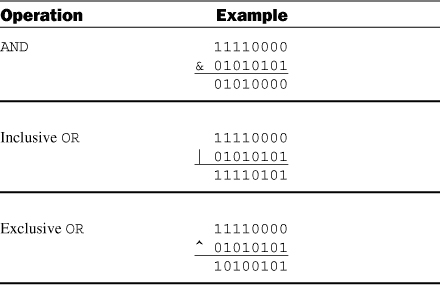 Operation Example
AND 11110000
& 01010101
01010000
Inclusive OR 11110000
| 01010101
11110101
Exclusive OR 11110000
^ 01010101
10100101